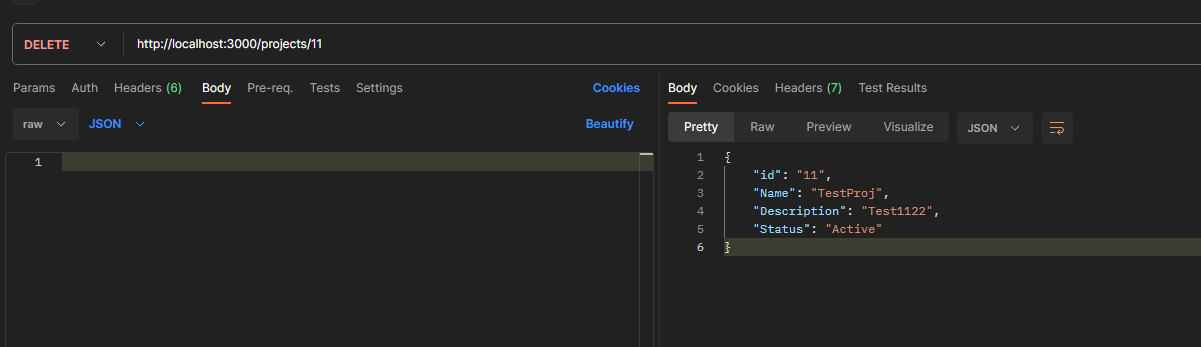 DELETE http://localhost:3000/projects/11
Params Auth Headers (6) Body Pre-req. Tests Settings Cookies
raw JSON Beautify
1
Body Cookies Headers (7) Test Results
Pretty Raw Preview Visualize JSON
1 {
2 "id": "11",
3 "Name": "TestProj",
4 "Description": "Test1122",
5 "Status": "Active"
6 }